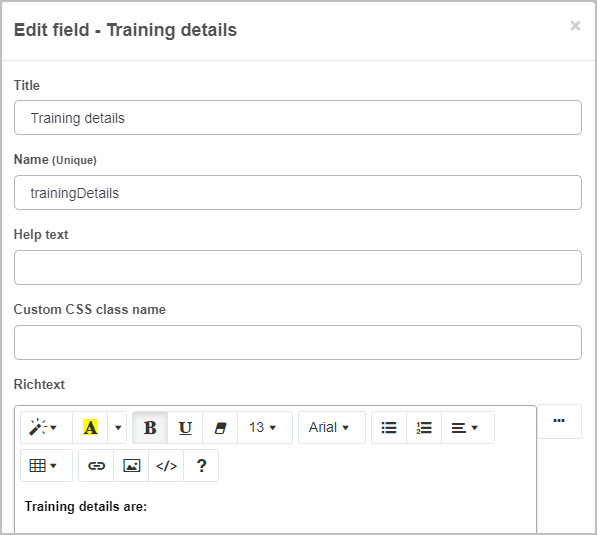 Edit field - Training details ×
Title
Training details
Name (Unique)
trainingDetails
Help text
Custom CSS class name
Richtext
A B U 13 Arial ...
</> ?
Training details are: